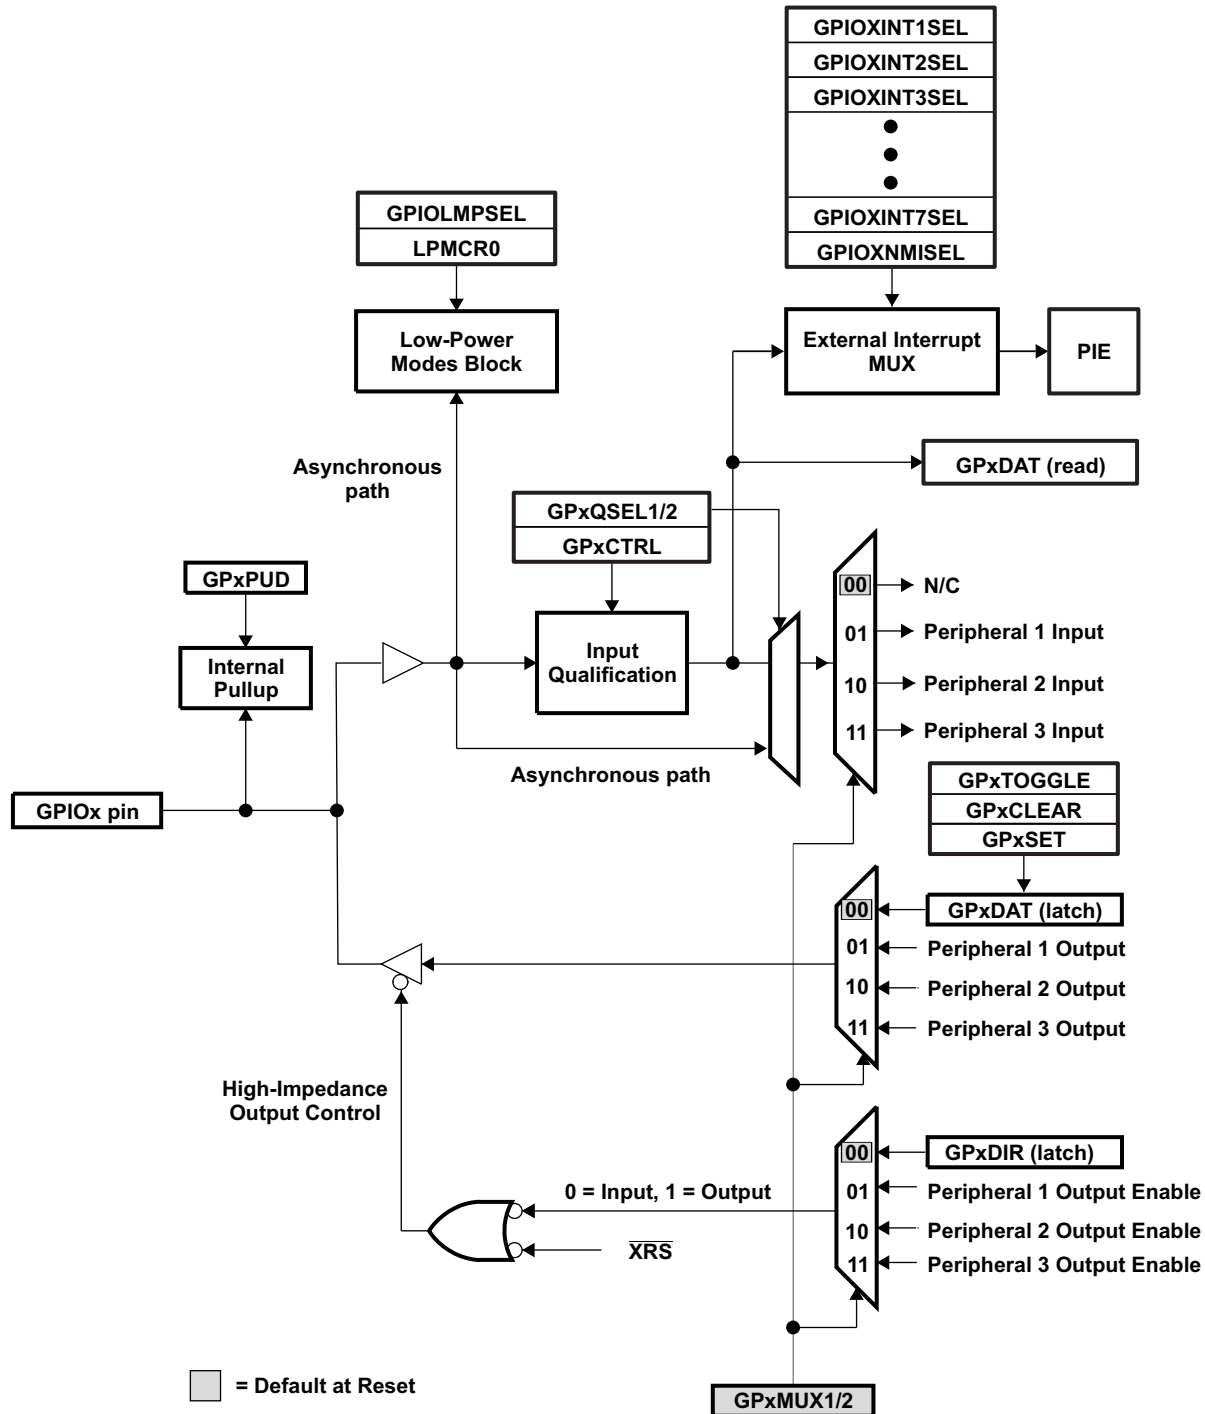 GPIOXINT1SEL
GPIOXINT2SEL
GPIOXINT3SEL
GPIOXINT7SEL
GPIOXNMISEL
GPIOLMPSEL
LPMCR0
Low-Power
Modes Block
External Interrupt
MUX
PIE
Asynchronous
path
GPxDAT (read)
GPxQSEL1/2
GPxCTRL
GPxPUD
Internal
Pullup
Input
Qualification
00
N/C
01
Peripheral 1 Input
10
Peripheral 2 Input
11
Peripheral 3 Input
Asynchronous path
GPIOx pin
GPxTOGGLE
GPxCLEAR
GPxSET
00
GPxDAT (latch)
01
Peripheral 1 Output
10
Peripheral 2 Output
11
Peripheral 3 Output
High-Impedance
Output Control
00
GPxDIR (latch)
0 = Input, 1 = Output
01
Peripheral 1 Output Enable
10
Peripheral 2 Output Enable
XRS
11
Peripheral 3 Output Enable
= Default at Reset
GPxMUX1/2